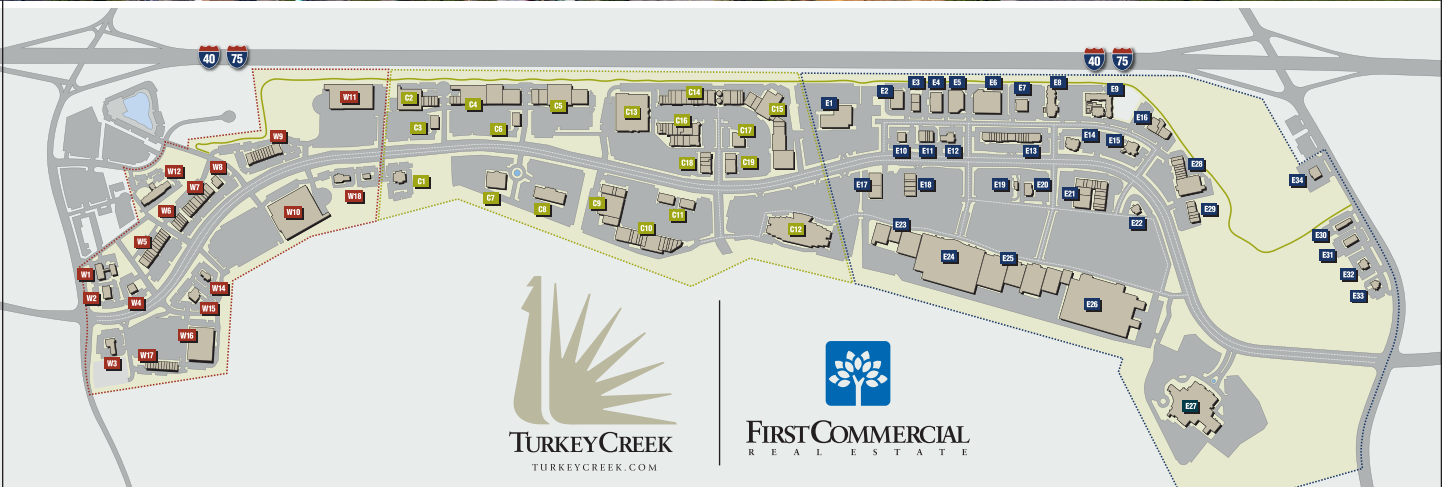 40 75
40 75
W11
C2
C4
C5
C14
C15
E1
E2
E3
E4
E5
E6
E7
E8
E9
C3
C6
C13
C16
C17
E16
W9
C18
C19
E10
E11
E12
E13
E14
E15
W12
W8
W7
W18
C1
E17
E18
E19
E20
E21
E28
E34
W6
W10
C7
C8
C9
C11
E22
E29
W5
C10
C12
E23
E30
W1
E24
E25
E31
W2
W4
W14
E32
W15
E26
E33
W16
W3
W17
E27
TURKEY CREEK
TURKEYCREEK.COM
FIRST COMMERCIAL
REAL ESTATE